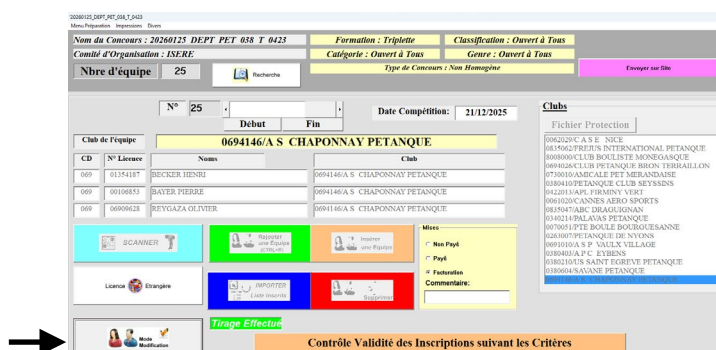 20260125_DEPT_PET_038_T_0423
Menu Préparation Impressions Divers
Nom du Concours : 20260125 DEPT PET 038 T 0423
Formation : Triplette
Classification : Ouvert à Tous
Comité d'Organisation : ISERE
Catégorie : Ouvert à Tous
Genre : Ouvert à Tous
Nbre d'équipe 25
Recherche
Type de Concours : Non Homogène
Envoyer sur Site
N° 25
Début Fin
Date Compétition: 21/12/2025
Clubs
Fichier Protection
Club de l'équipe
0694146/A S CHAPONNAY PETANQUE
CD N° Licence Noms Club
069 01354187 BECKER HENRI 0694146/A S CHAPONNAY PETANQUE
069 00106853 BAYER PIERRE 0694146/A S CHAPONNAY PETANQUE
069 06909628 REYGAZA OLIVIER 0694146/A S CHAPONNAY PETANQUE
0062029/C A S E NICE
0835062/FREJUS INTERNATIONAL PETANQUE
8008000/CLUB BOULISTE MONEGASQUE
0694026/CLUB PETANQUE BRON TERRAILLON
0730010/AMICALE PET MERANDAISE
0380410/PETANQUE CLUB SEYSSINS
0422013/APL FIRMINY VERT
0061020/CANNES AERO SPORTS
0835047/ABC DRAGUIGNAN
0340214/PALAVAS PETANQUE
0070051/PTE BOULE BOURGUESANNE
0263007/PETANQUE DE NYONS
0691010/A S P VAULX VILLAGE
0380403/A P C EYBENS
0380210/US SAINT EGREVE PETANQUE
0380604/SAVANE PETANQUE
0694146/A S CHAPONNAY PETANQUE
SCANNER
Rajouter une Equipe (CTRL+R)
Insérer une Equipe
Mises
Non Payé
Payé
Facturation
Commentaire:
Licence Etrangère
IMPORTER Liste Inscrits
Supprimer
Mode Modification
Tirage Effectué
Contrôle Validité des Inscriptions suivant les Critères